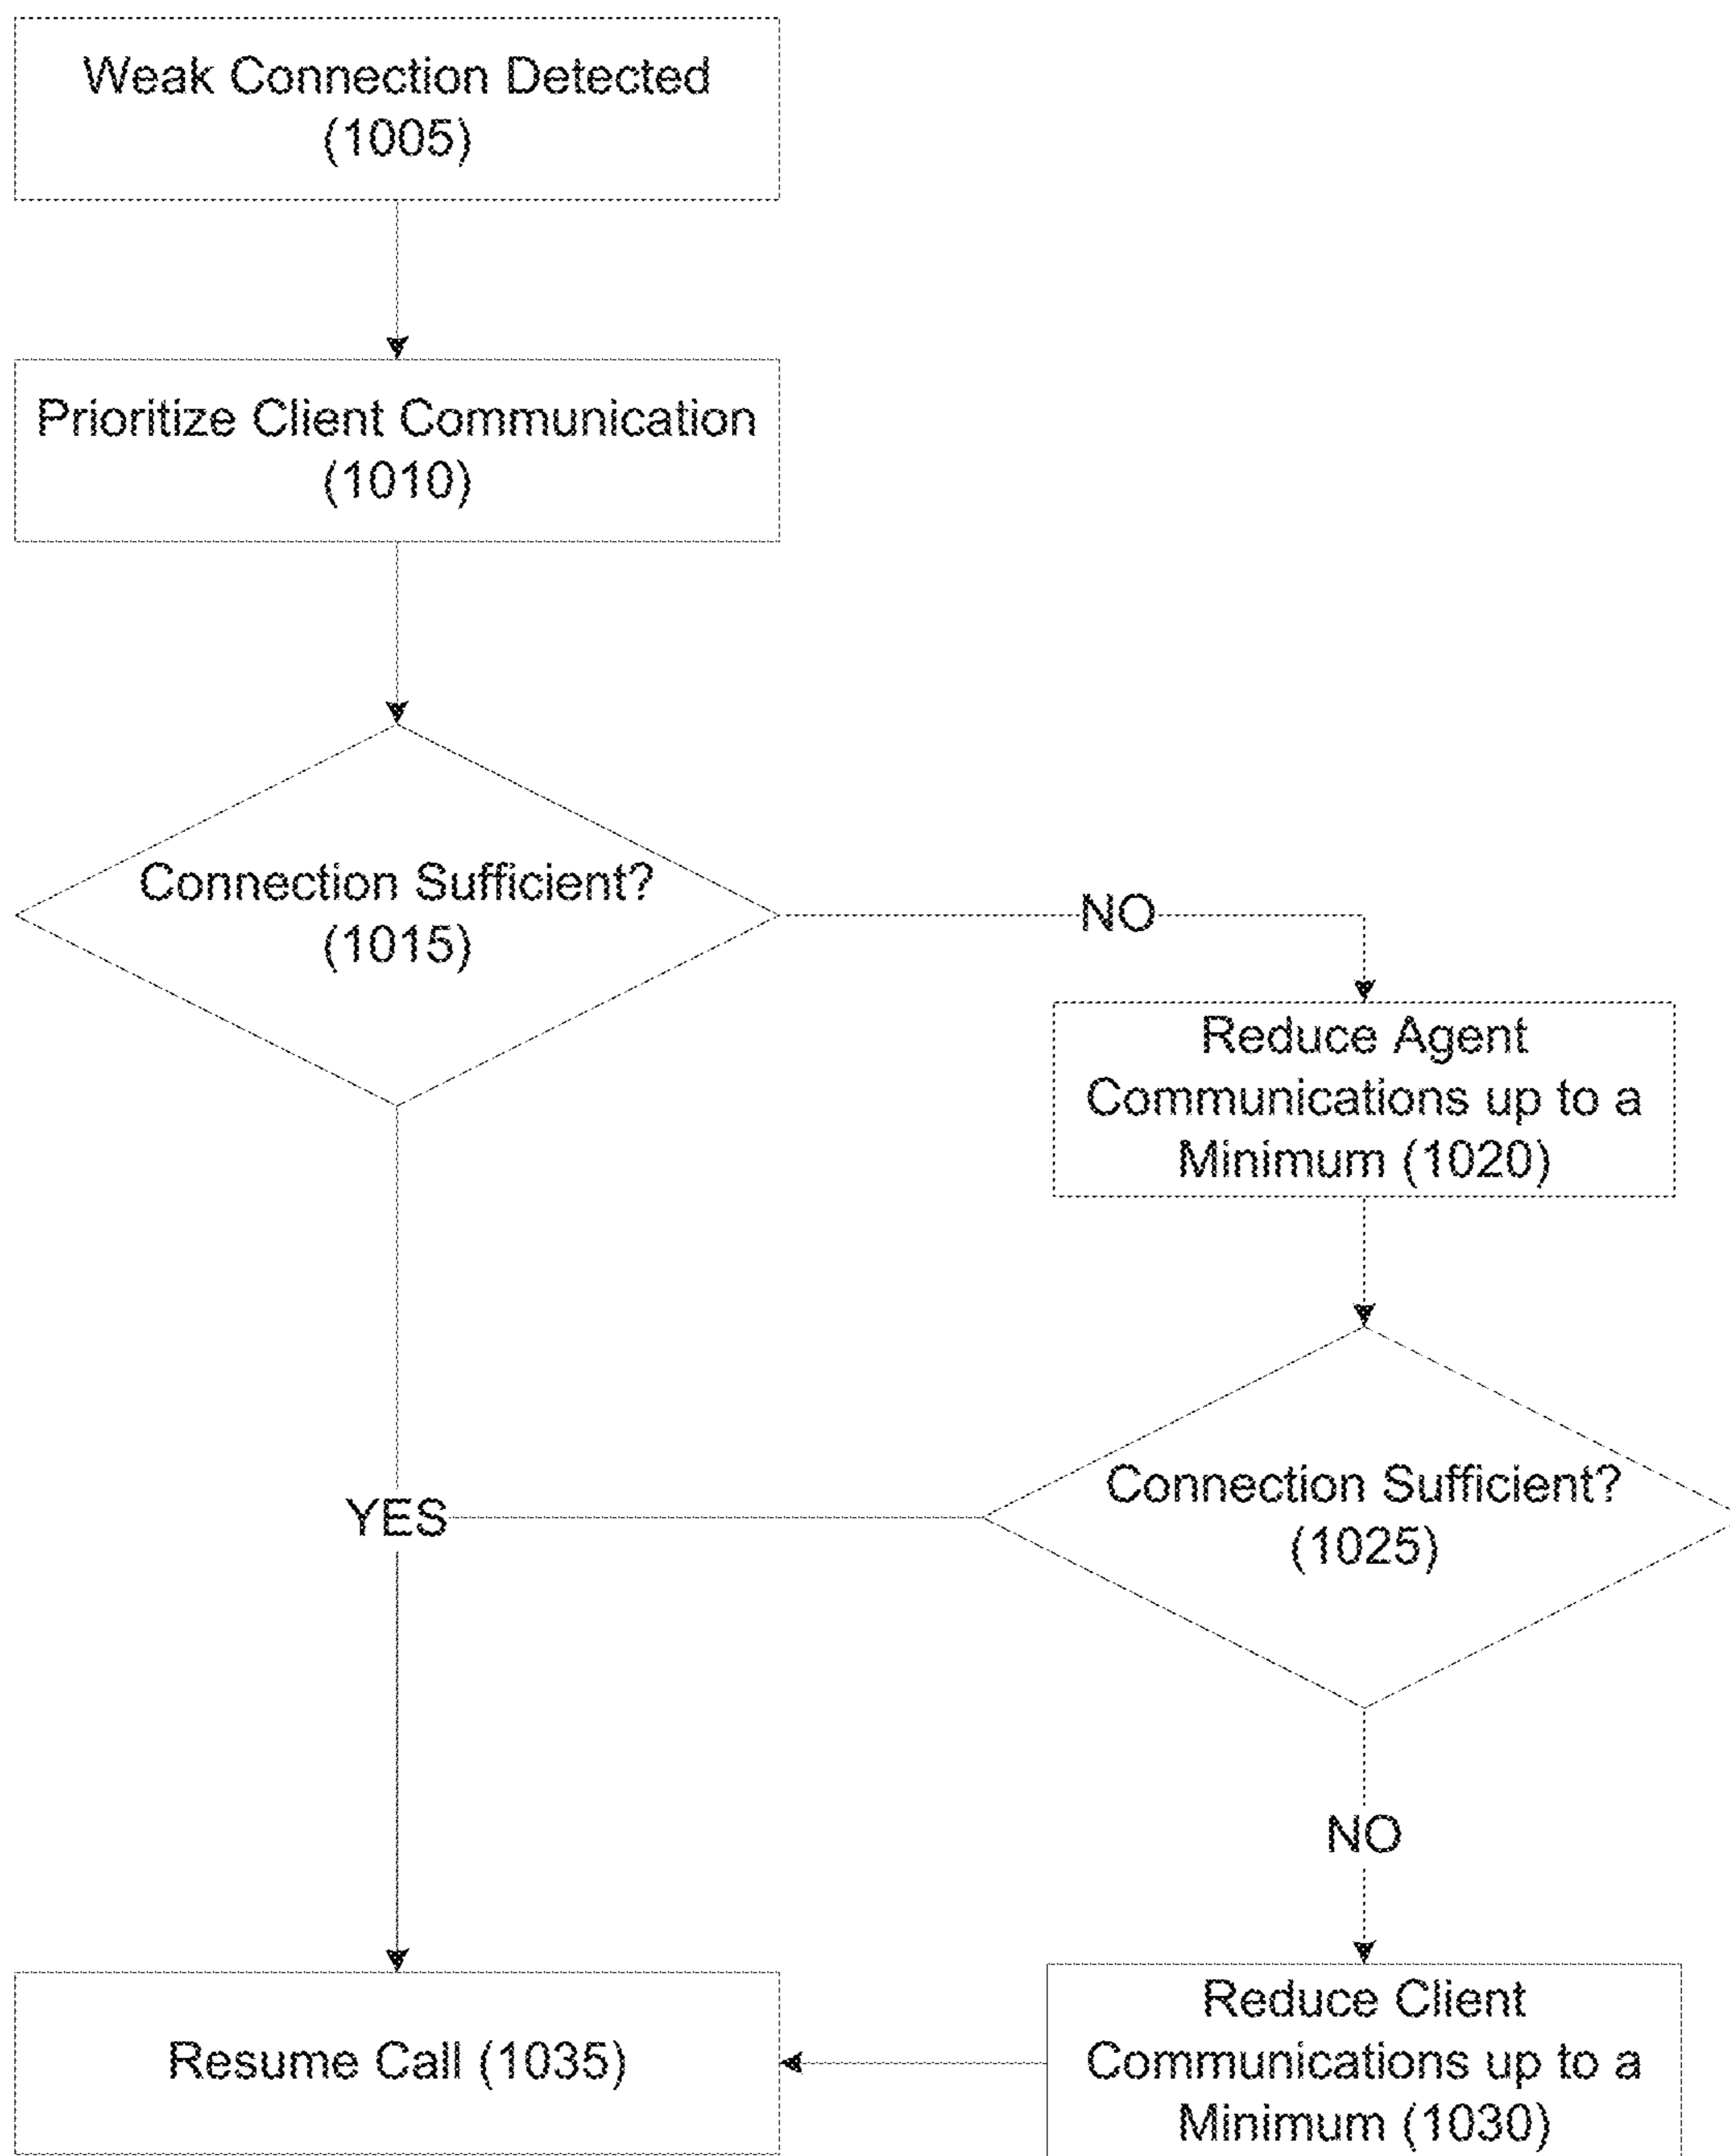 Weak Connection Detected
(1005)
Prioritize Client Communication
(1010)
Connection Sufficient?
(1015)
NO
Reduce Agent
Communications up to a
Minimum (1020)
Connection Sufficient?
(1025)
YES
NO
Resume Call (1035)
Reduce Client
Communications up to a
Minimum (1030)